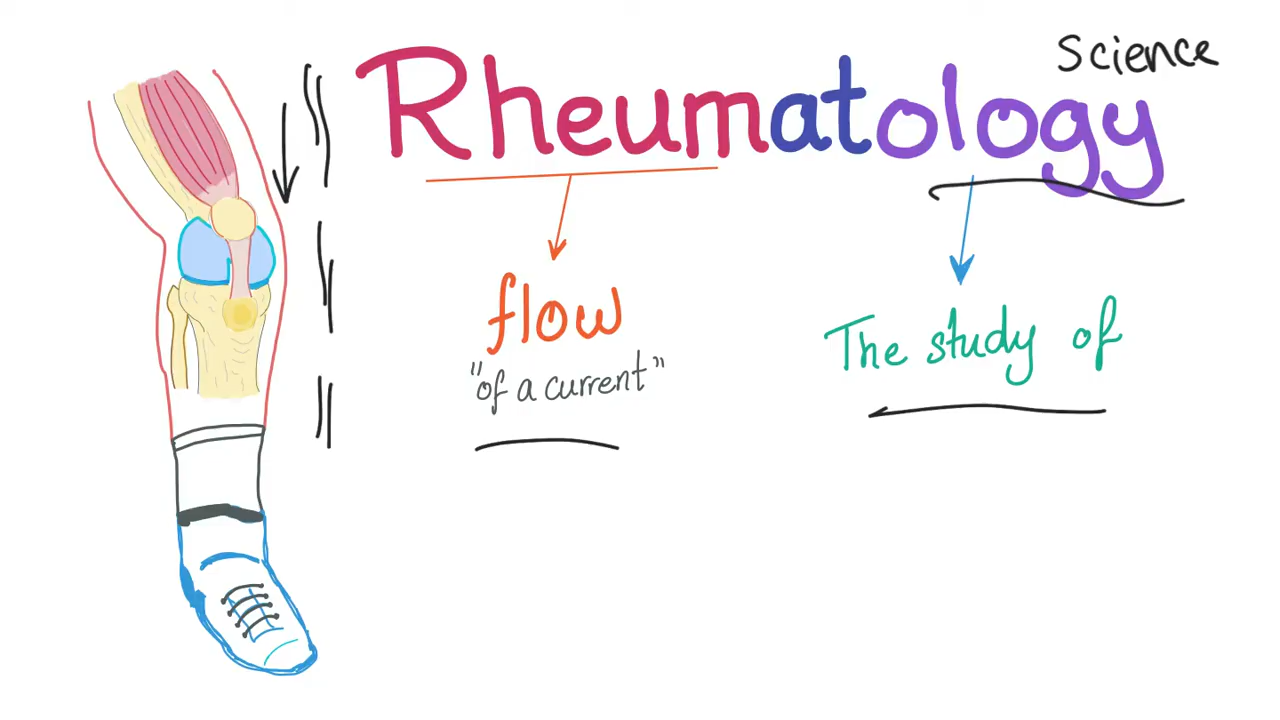 Science
Rheumatology
flow
"of a current"
The study of